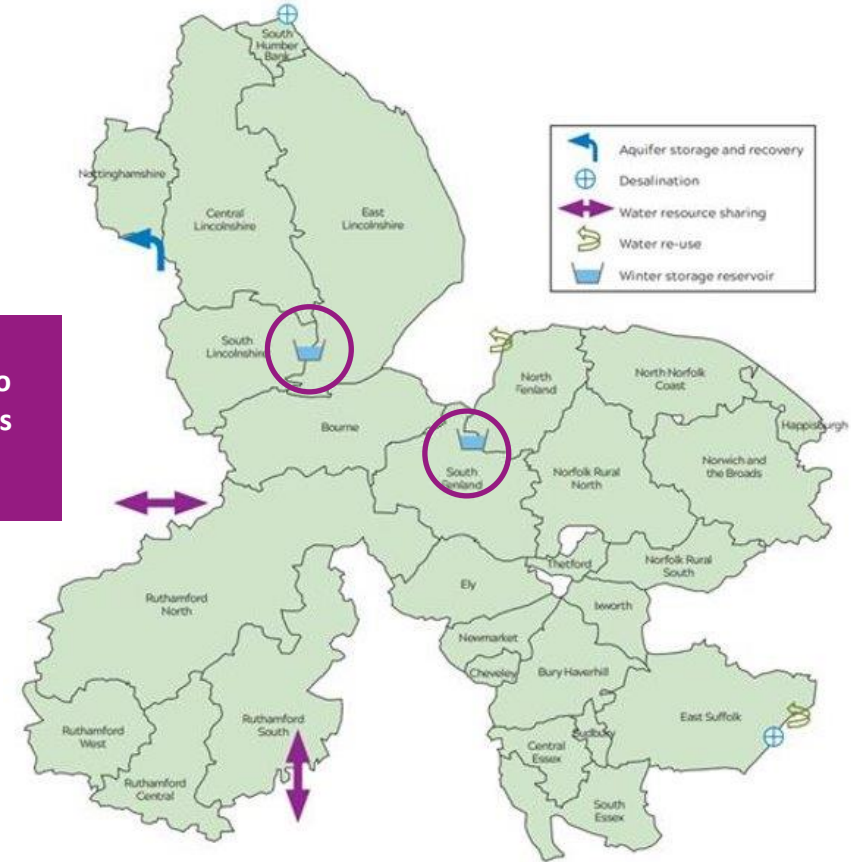 South
Humber
Bank
Nottinghamshire
Central
Lincolnshire
East
Lincolnshire
Aquifer storage and recovery
Desalination
Water resource sharing
Water re-use
Winter storage reservoir
South
Lincolnshire
o
s
North
Fenland
North Norfolk
Coast
Happisburgh
Bourne
South
Fenland
Norfolk Rural
North
Norwich and
the Broads
Thetford
Norfolk Rural
South
Ely
Ixworth
Ruthamford
North
Newmarket
Cheveley
Bury Haverhill
Ruthamford
West
Ruthamford
South
East Suffolk
Sudbury
Central
Essex
Ruthamford
Central
South
Essex